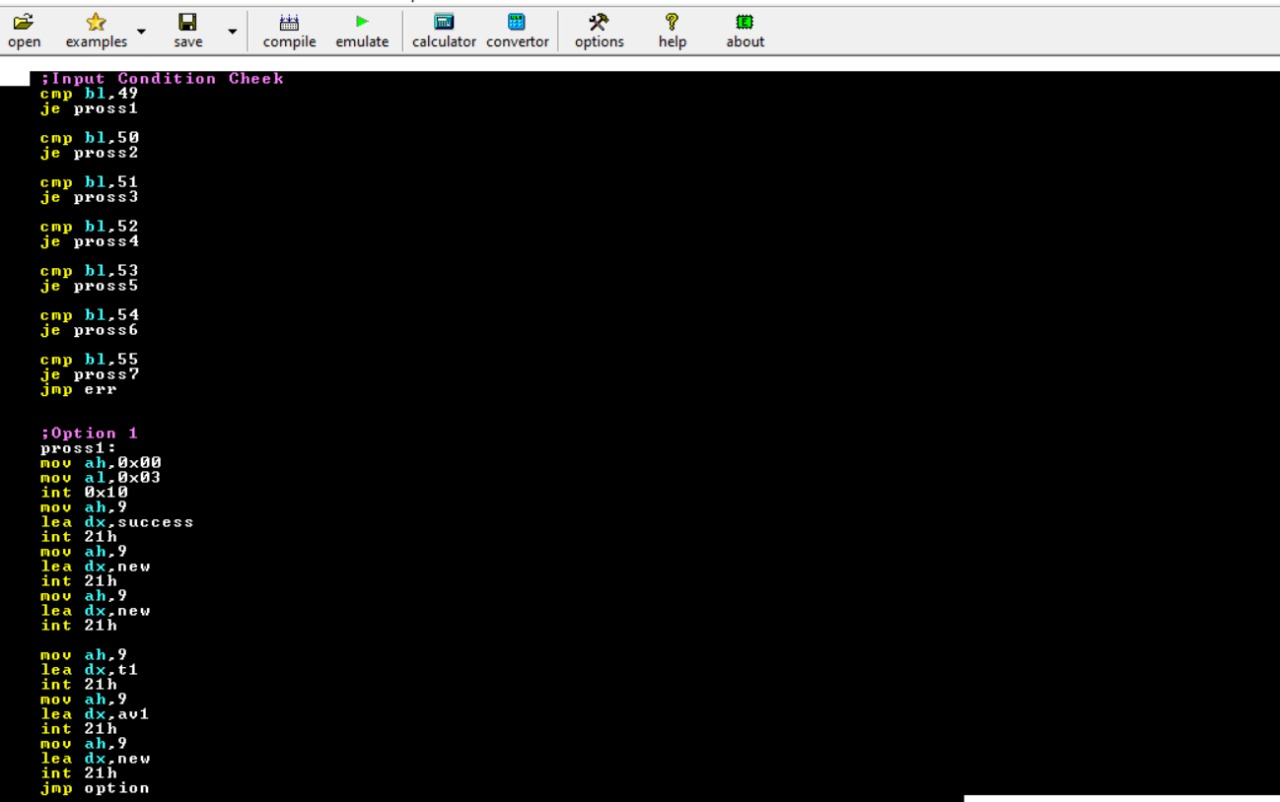 open examples save compile emulate calculator convertor options help about
;Input Condition Cheek
cmp bl,49
je pross1
cmp bl,50
je pross2
cmp bl,51
je pross3
cmp bl,52
je pross4
cmp bl,53
je pross5
cmp bl,54
je pross6
cmp bl,55
je pross7
jmp err
;Option 1
pross1:
mov ah,0x00
mov al,0x03
int 0x10
mov ah,9
lea dx,success
int 21h
mov ah,9
lea dx,new
int 21h
mov ah,9
lea dx,new
int 21h
mov ah,9
lea dx,t1
int 21h
mov ah,9
lea dx,av1
int 21h
mov ah,9
lea dx,new
int 21h
jmp option